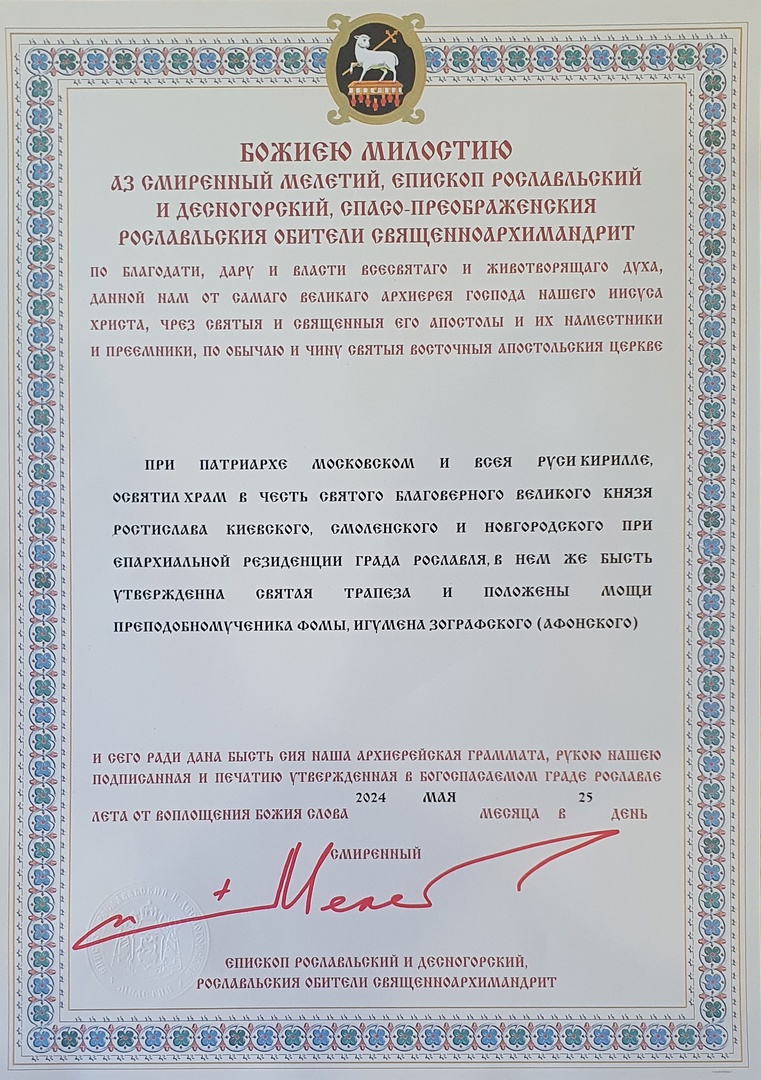 БОЖИЕЮ МИЛОСТИЮ
АЗ СМИРЕННЫЙ МЕЛЕТИЙ, ЕПИСКОП РОСЛАВЛЬСКИЙ
И ДЕСНОГОРСКИЙ, СПАСО-ПРЕОБРАЖЕНСКИЯ
РОСЛАВЛЬСКИЯ ОБИТЕЛИ СВЯЩЕННОАРХИМАНДРИТ
ПО БЛАГОДАТИ, ДАРУ И ВЛАСТИ ВСЕСВЯТАГО И ЖИВОТВОРЯЩАГО ДУХА,
ДАННОЙ НАМ ОТ САМАГО ВЕЛИКАГО АРХИЕРЕЯ ГОСПОДА НАШЕГО ИИСУСА
ХРИСТА, ЧРЕЗ СВЯТЫЯ И СВЯЩЕННЫЯ ЕГО АПОСТОЛЫ И ИХ НАМЕСТНИКИ
И ПРЕЕМНИКИ, ПО ОБЫЧАЮ И ЧИНУ СВЯТЫЯ ВОСТОЧНЫЯ АПОСТОЛЬСКИЯ ЦЕРКВЕ
ПРИ ПАТРИАРХЕ МОСКОВСКОМ И ВСЕЯ РУСИ КИРИЛЛЕ,
ОСВЯТИЛ ХРАМ В ЧЕСТЬ СВЯТОГО БЛАГОВЕРНОГО ВЕЛИКОГО КНЯЗЯ
РОСТИСЛАВА КИЕВСКОГО, СМОЛЕНСКОГО И НОВГОРОДСКОГО ПРИ
ЕПАРХИАЛЬНОЙ РЕЗИДЕНЦИИ ГРАДА РОСЛАВЛЯ, В НЕМ ЖЕ БЫСТЬ
УТВЕРЖДЕННА СВЯТАЯ ТРАПЕЗА И ПОЛОЖЕНЫ МОЩИ
ПРЕПОДОБНОМУЧЕНИКА ФОМЫ, ИГУМЕНА ЗОГРАФСКОГО (АФОНСКОГО)
И СЕГО РАДИ ДАНА БЫСТЬ СИЯ НАША АРХИЕРЕЙСКАЯ ГРАММАТА, РУКОЮ НАШЕЮ
ПОДПИСАННАЯ И ПЕЧАТИЮ УТВЕРЖДЕННАЯ В БОГОСПАСАЕМОМ ГРАДЕ РОСЛАВЛЕ
ЛЕТА ОТ ВОПЛОЩЕНИЯ БОЖИЯ СЛОВА 2024 МАЯ МЕСЯЦА В 25 ДЕНЬ
СМИРЕННЫЙ
ЕПИСКОП РОСЛАВЛЬСКИЙ И ДЕСНОГОРСКИЙ,
РОСЛАВЛЬСКИЯ ОБИТЕЛИ СВЯЩЕННОАРХИМАНДРИТ